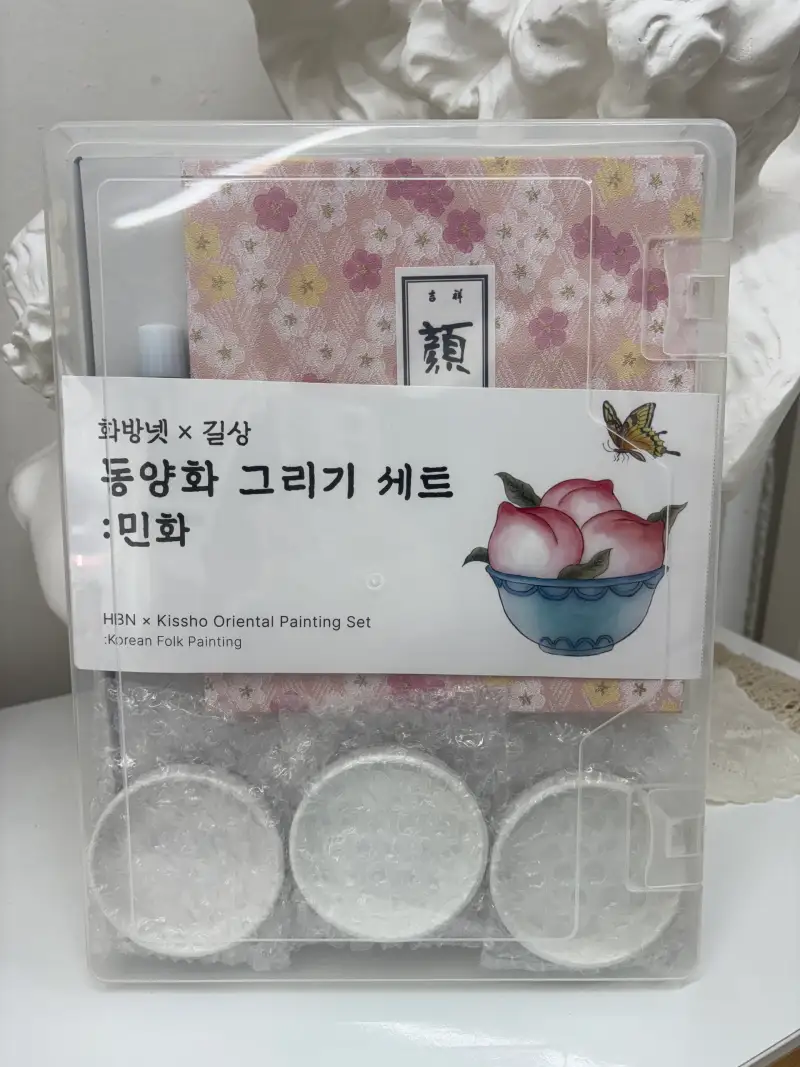 吉祥
顔
화방넷 × 길상
동양화 그리기 세트
:민화
HBN × Kissho Oriental Painting Set
:Korean Folk Painting